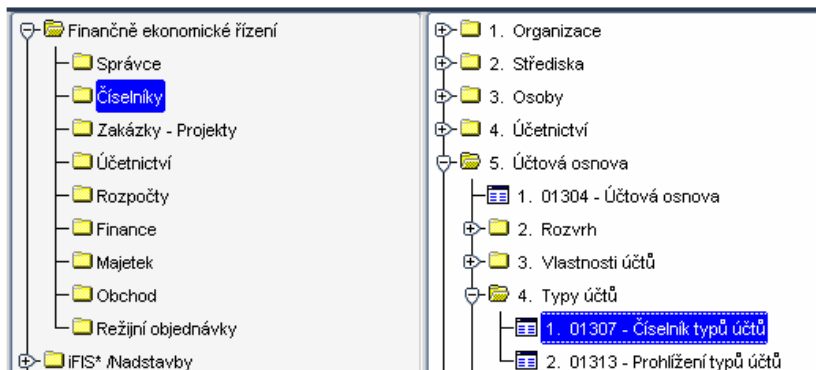 Finančně ekonomické řízení
Správce
Číselníky
Zakázky - Projekty
Účetnictví
Rozpočty
Finance
Majetek
Obchod
Režijní objednávky
iFIS* /Nadstavby
1. Organizace
2. Střediska
3. Osoby
4. Účetnictví
5. Účtová osnova
1. 01304 - Účtová osnova
2. Rozvrh
3. Vlastnosti účtů
4. Typy účtů
1. 01307 - Číselník typů účtů
2. 01313 - Prohlížení typů účtů